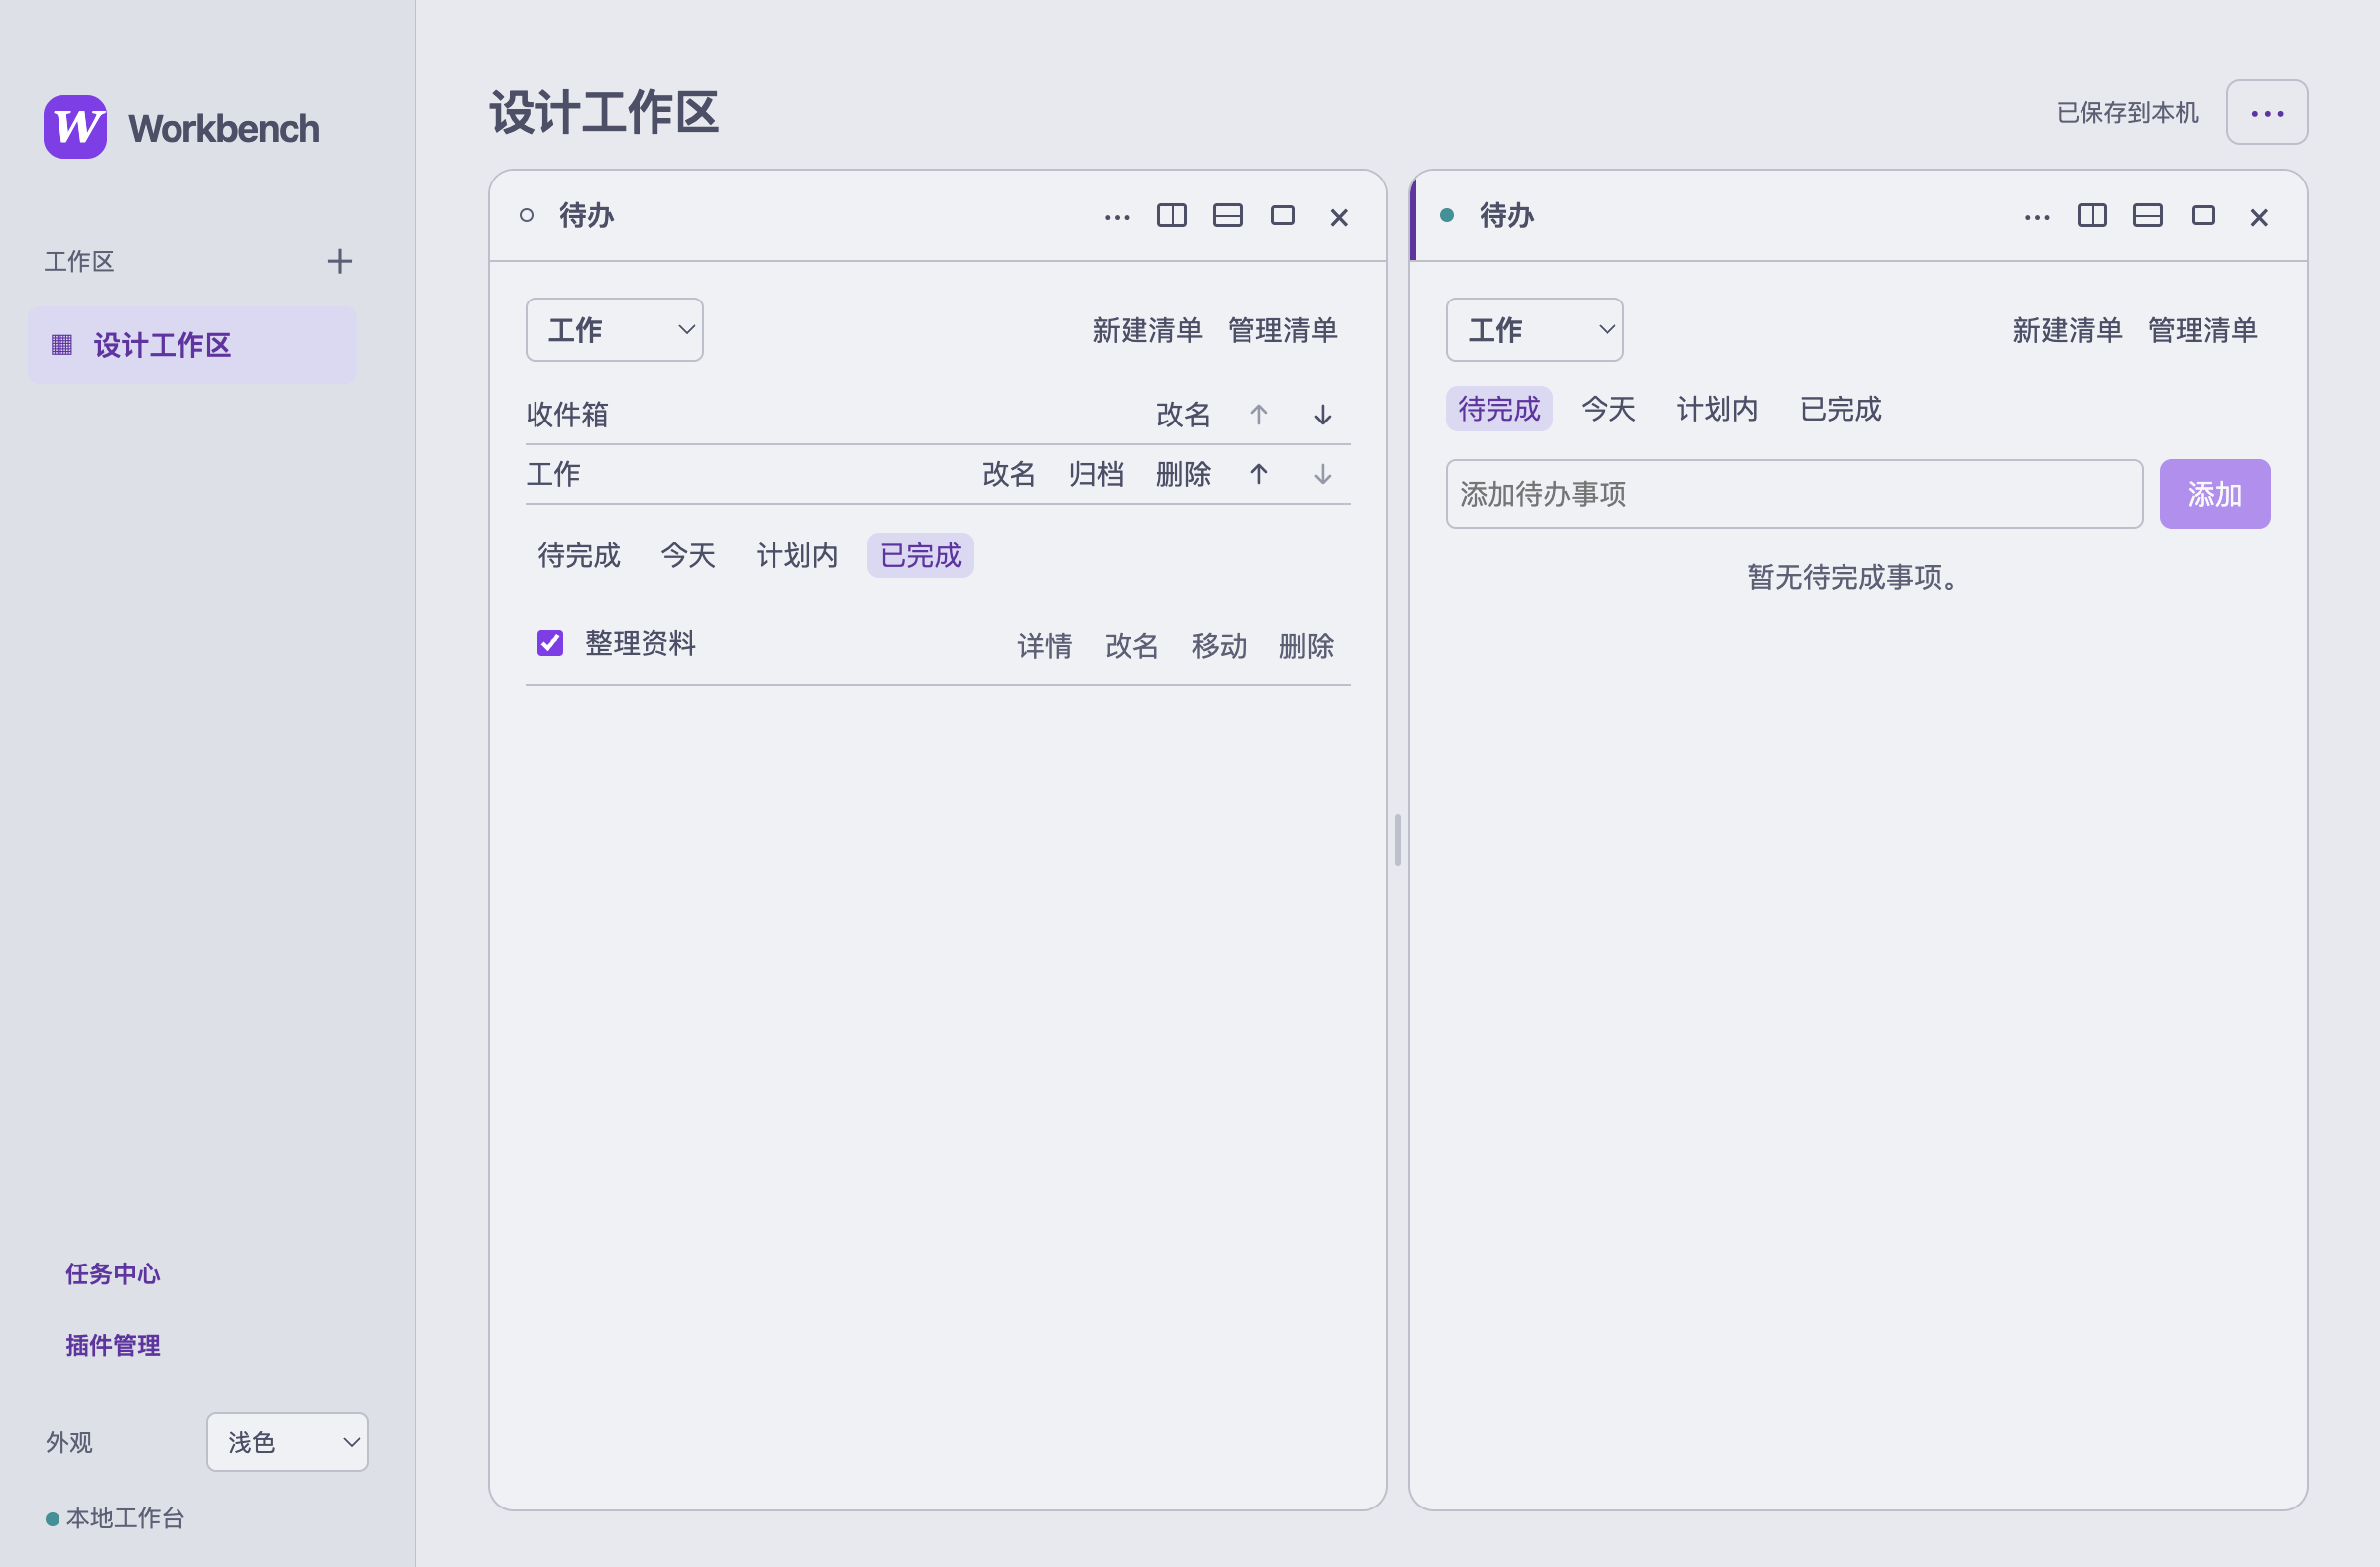 W Workbench
工作区 +
设计工作区
任务中心
插件管理
外观 浅色
本地工作台
设计工作区
已保存到本机 ...
待办 ...
工作 新建清单 管理清单
收件箱 改名 ↑ ↓
工作 改名 归档 删除 ↑ ↓
待完成 今天 计划内 已完成
整理资料 详情 改名 移动 删除
待办 ...
工作 新建清单 管理清单
待完成 今天 计划内 已完成
添加待办事项 添加
暂无待完成事项。